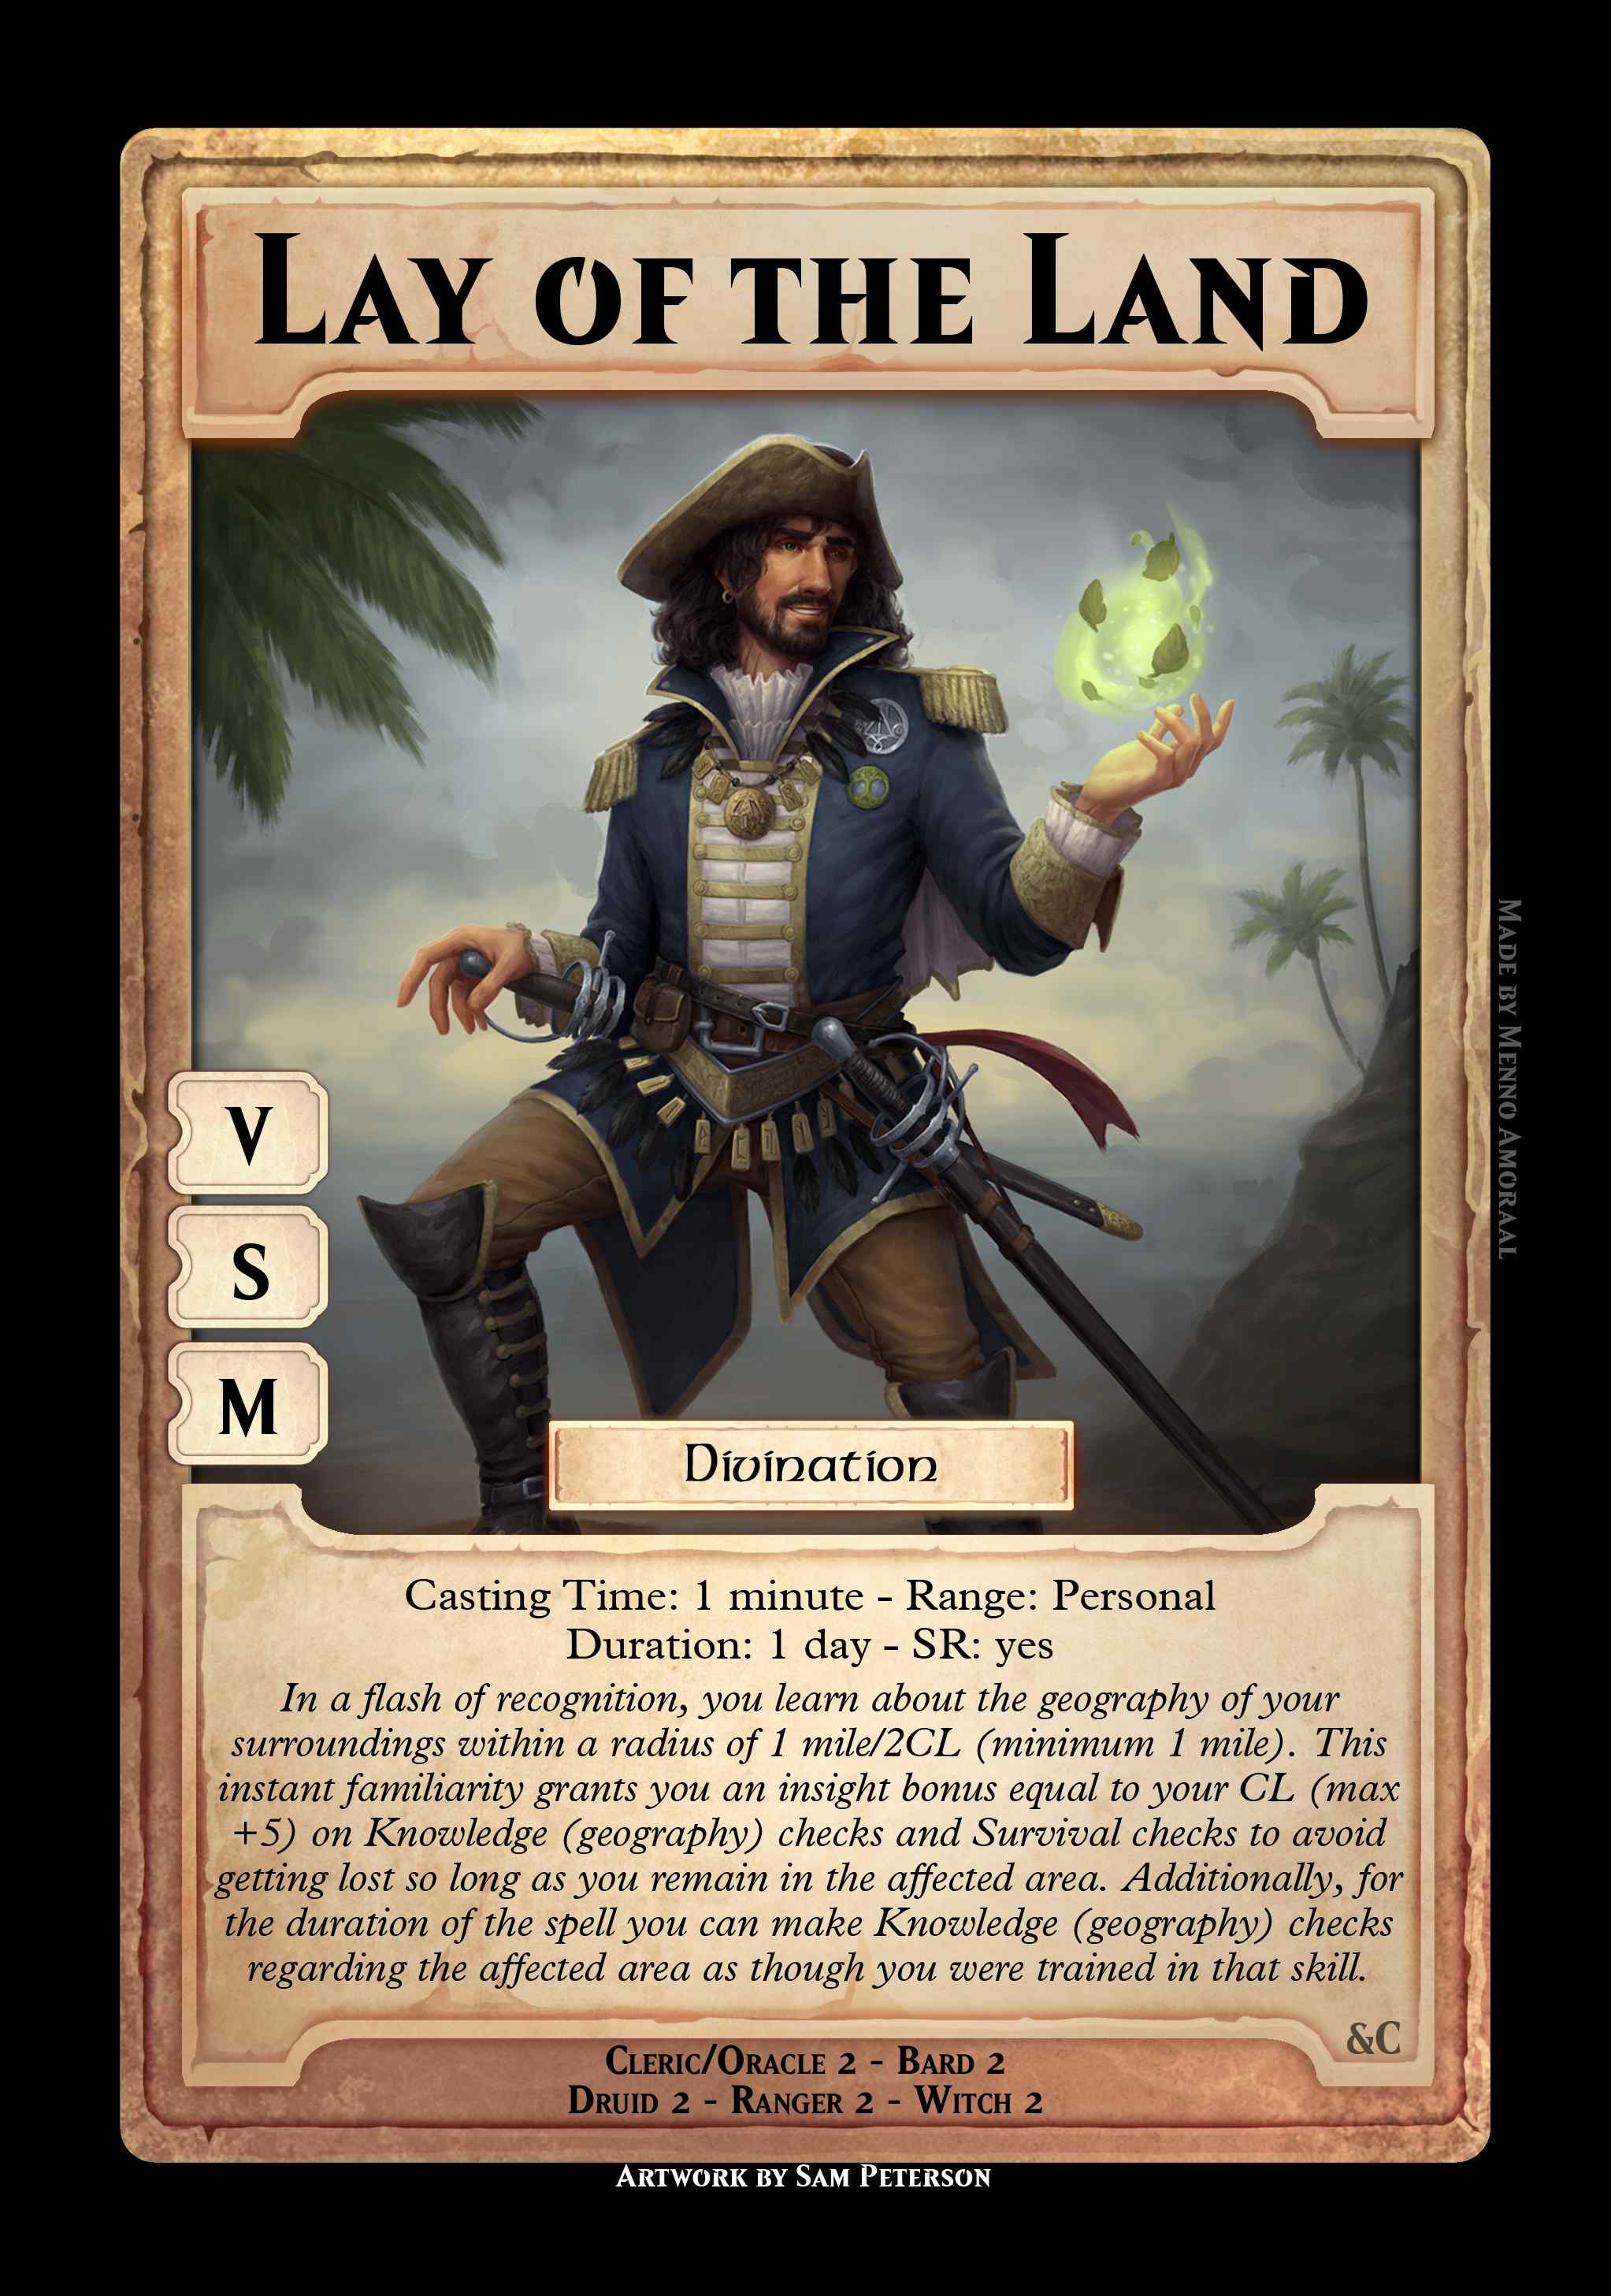 Lay of the Land
V
S
M
Divination
Casting Time: 1 minute - Range: Personal
Duration: 1 day - SR: yes
In a flash of recognition, you learn about the geography of your
surroundings within a radius of 1 mile/2CL (minimum 1 mile). This
instant familiarity grants you an insight bonus equal to your CL (max
+5) on Knowledge (geography) checks and Survival checks to avoid
getting lost so long as you remain in the affected area. Additionally, for
the duration of the spell you can make Knowledge (geography) checks
regarding the affected area as though you were trained in that skill.
&C
Cleric/Oracle 2 - Bard 2
Druid 2 - Ranger 2 - Witch 2
Artwork by Sam Peterson
Made by Menno Amoraal